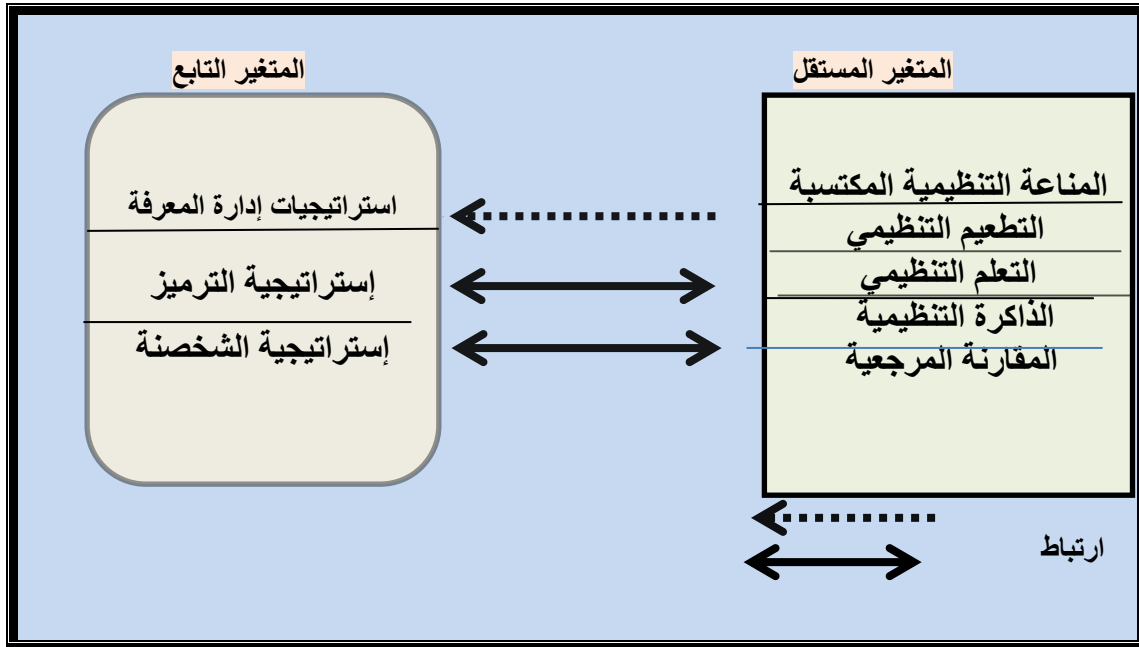 المتغير المستقل
المناعة التنظيمية المكتسبة
التطعيم التنظيمي
التعلم التنظيمي
الذاكرة التنظيمية
المقارنة المرجعية
المتغير التابع
استراتيجيات إدارة المعرفة
إستراتيجية الترميز
إستراتيجية الشخصنة
ارتباط